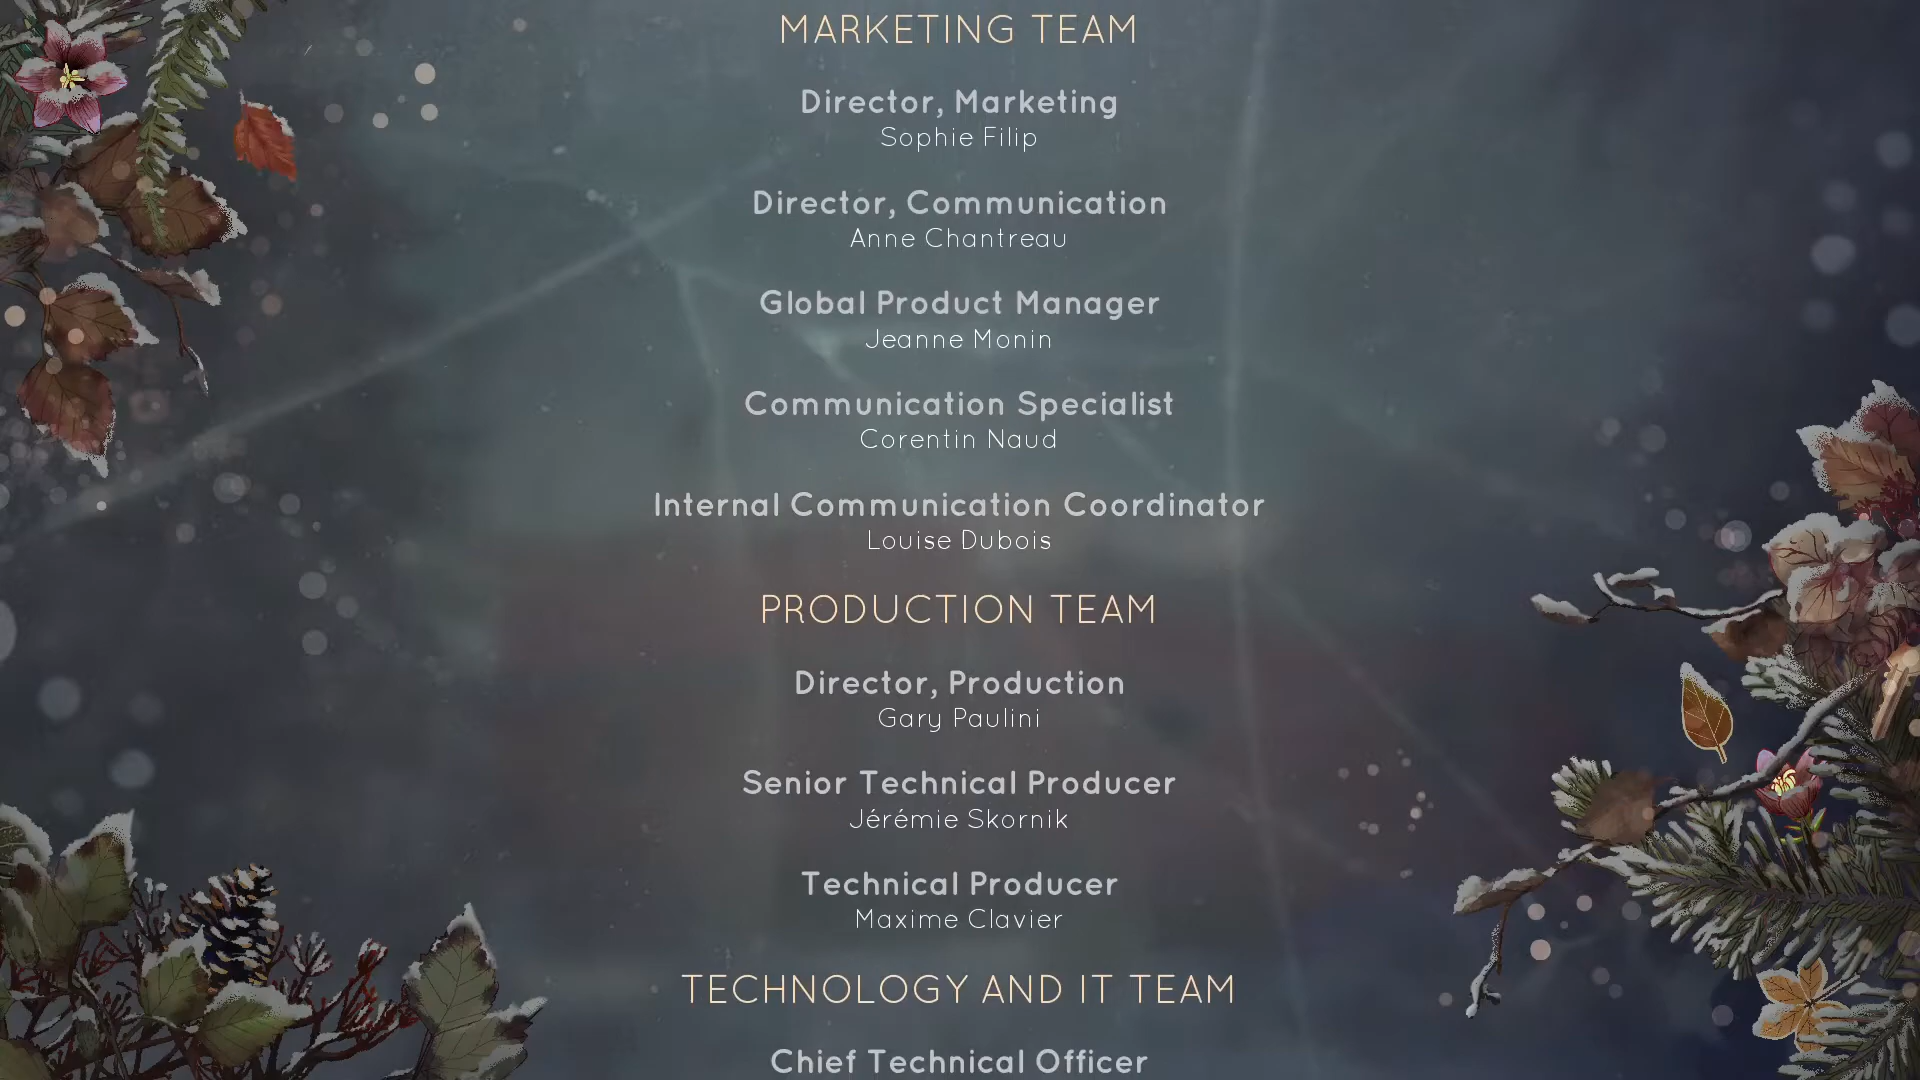 MARKETING TEAM
Director, Marketing
Sophie Filip
Director, Communication
Anne Chantreau
Global Product Manager
Jeanne Monin
Communication Specialist
Corentin Naud
Internal Communication Coordinator
Louise Dubois
PRODUCTION TEAM
Director, Production
Gary Paulini
Senior Technical Producer
Jérémie Skornik
Technical Producer
Maxime Clavier
TECHNOLOGY AND IT TEAM
Chief Technical Officer